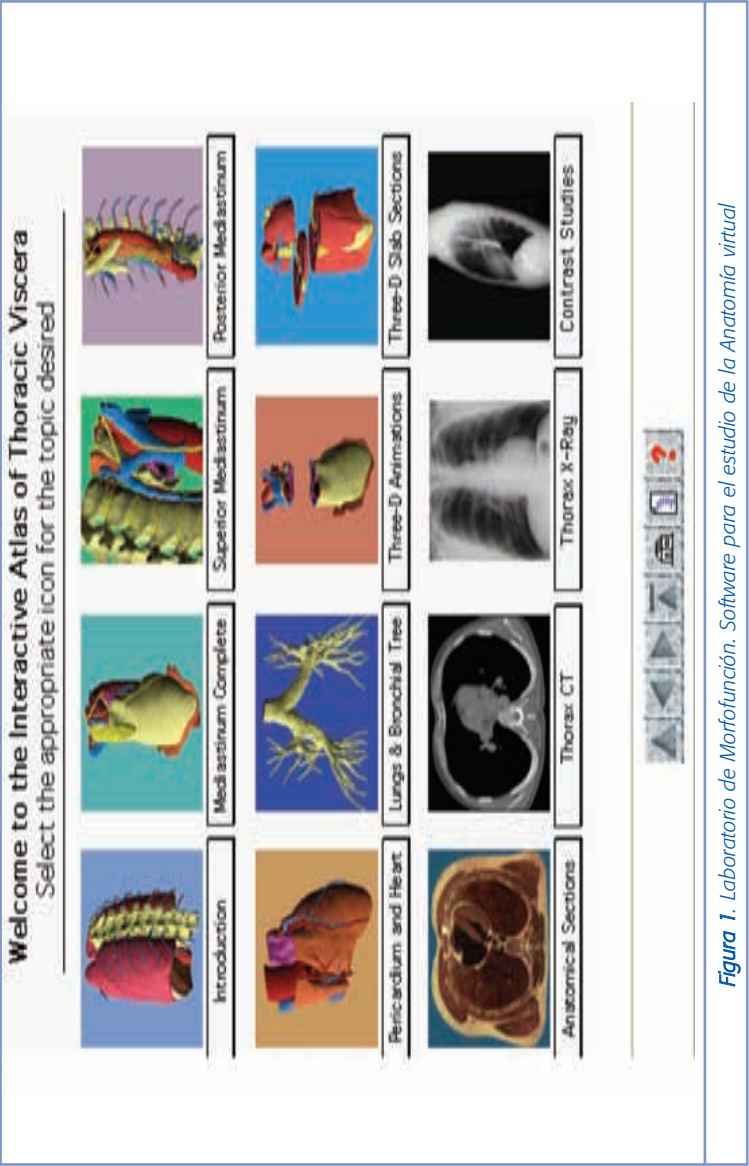 Welcome to the Interactive Atlas of Thoracic Viscera
Select the appropriate icon for the topic desired
Introduction
Mediastinum Complete
Superior Mediastinum
Posterior Mediastinum
Pericardium and Heart
Lungs & Bronchial Tree
Three-D Animations
Three-D Slab Sections
Anatomical Sections
Thorax CT
Thorax X-Ray
Contrast Studies
?
Figura 1. Laboratorio de Morfofunción. Software para el estudio de la Anatomía virtual